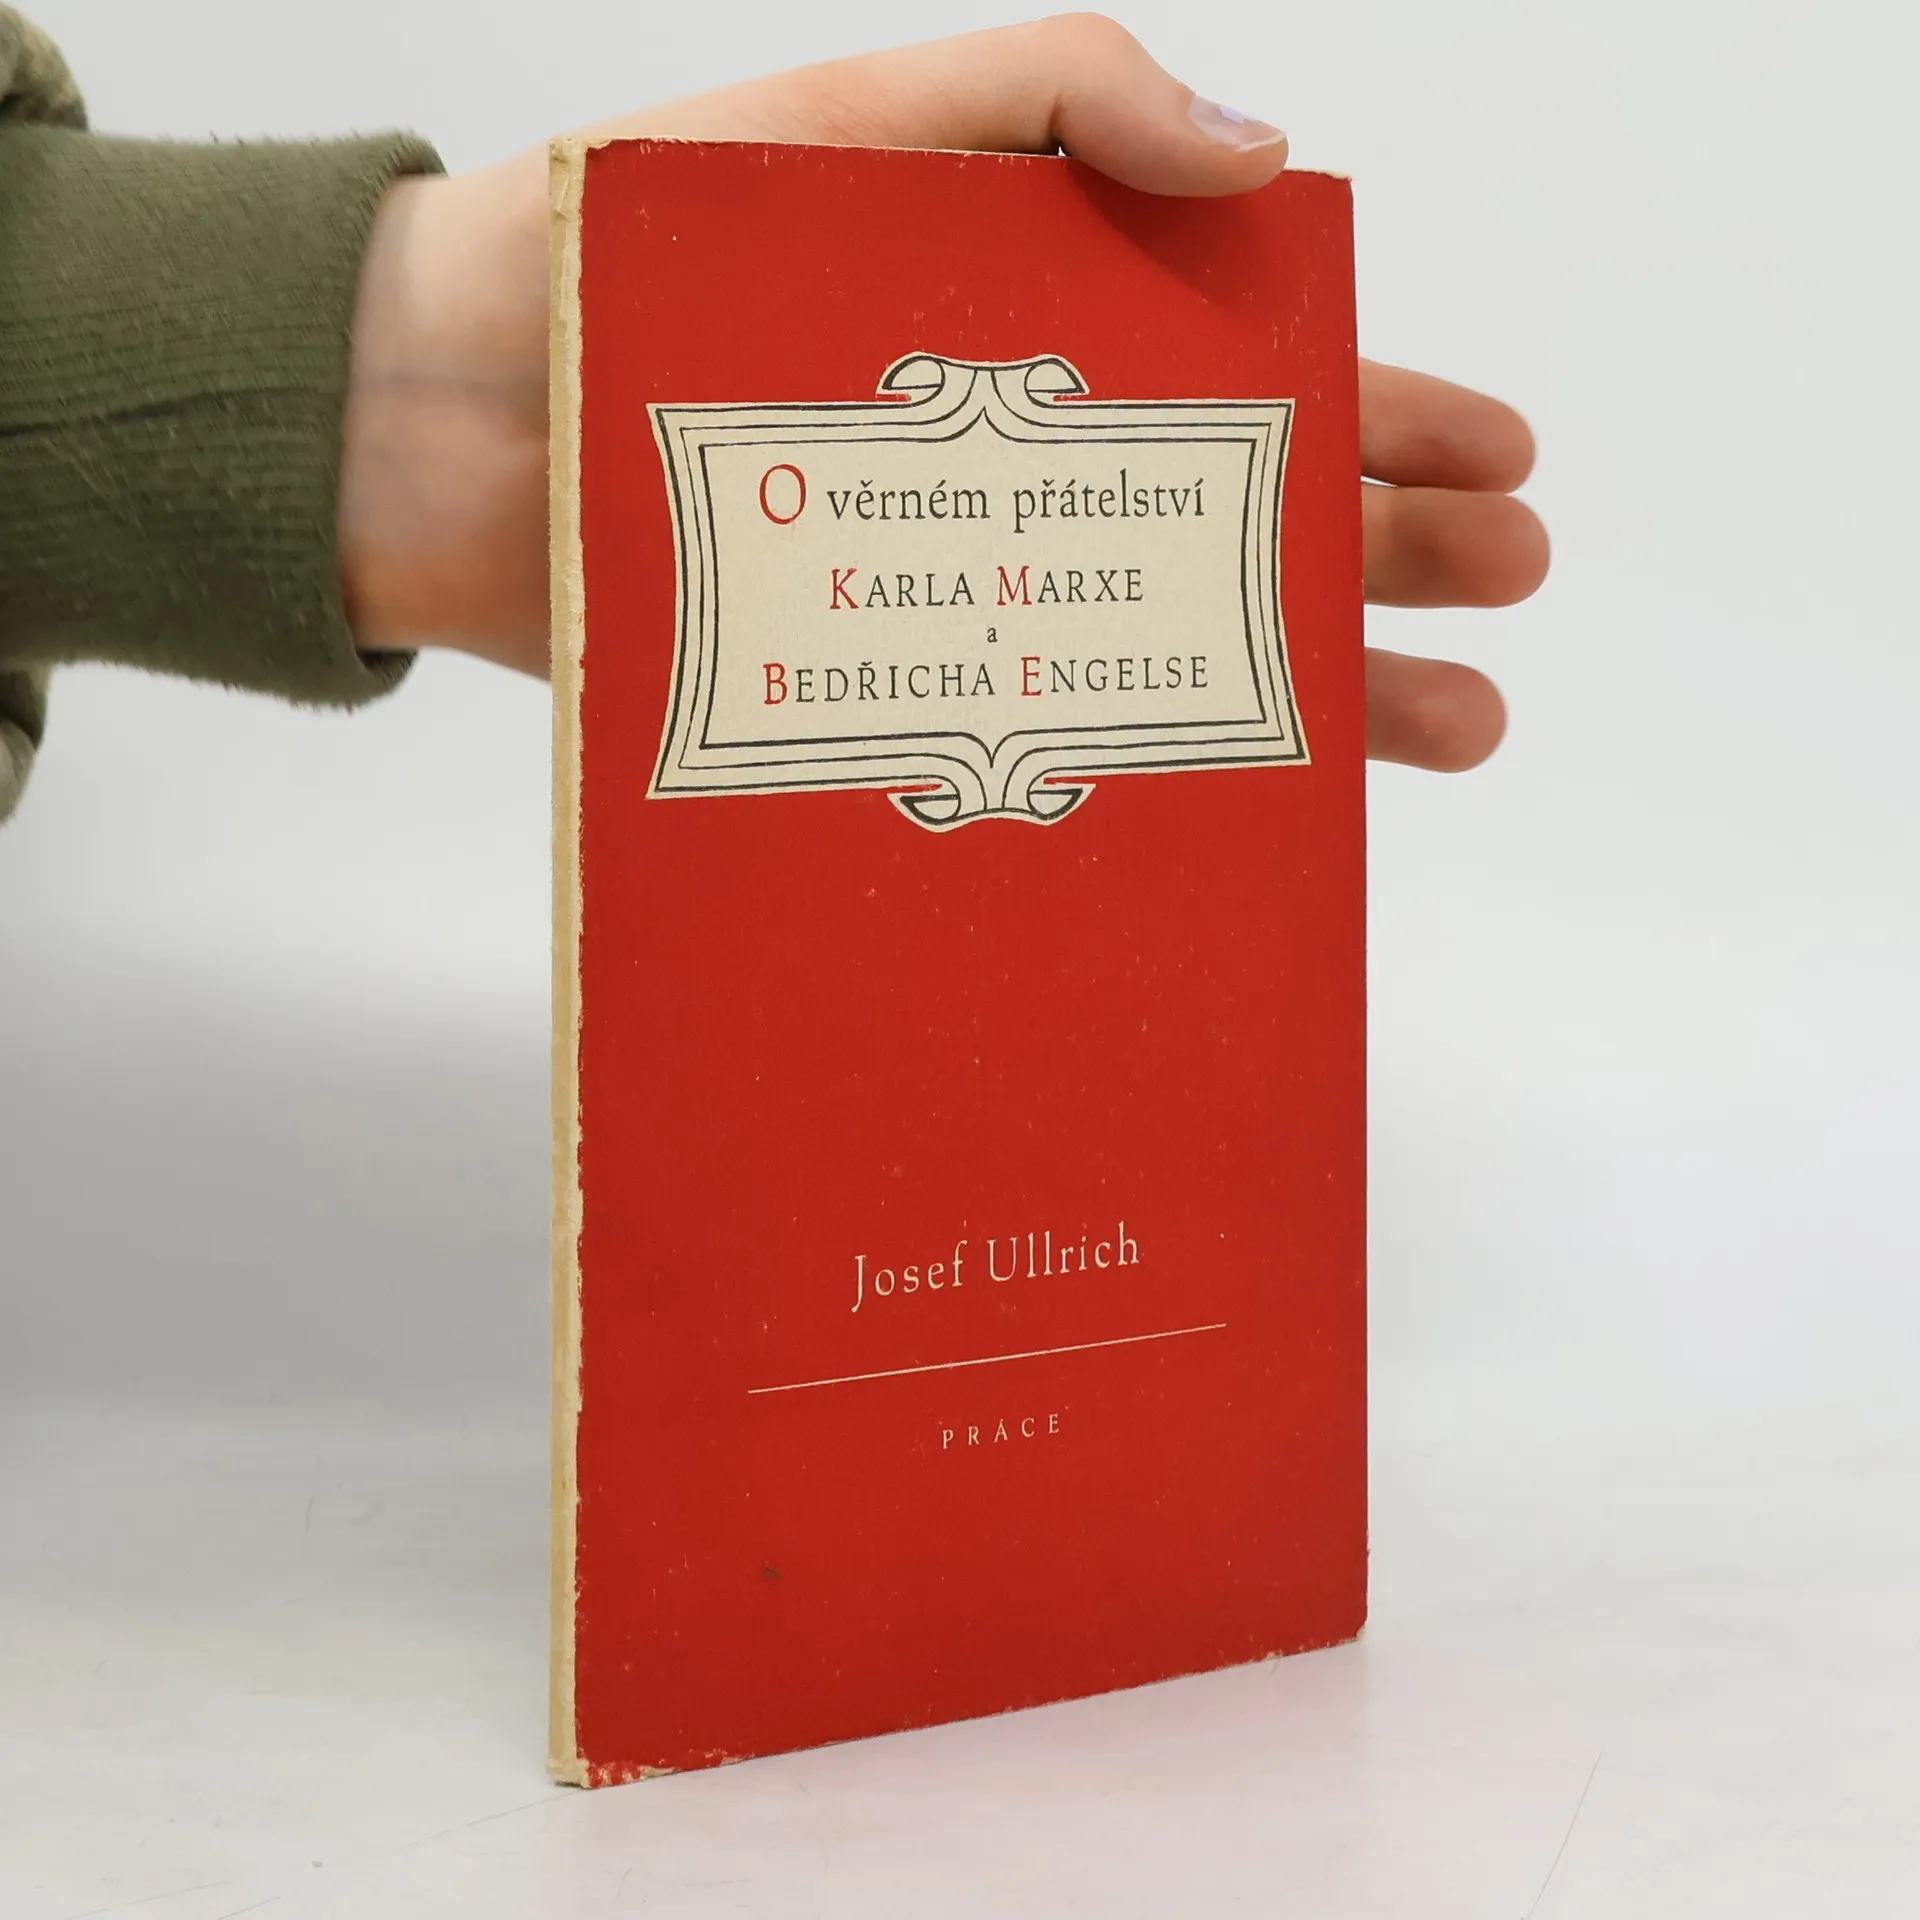 O věrném přátelství
KARLA MARXE
a
BEDŘICHA ENGELSE
Josef Ullrich
PRÁCE